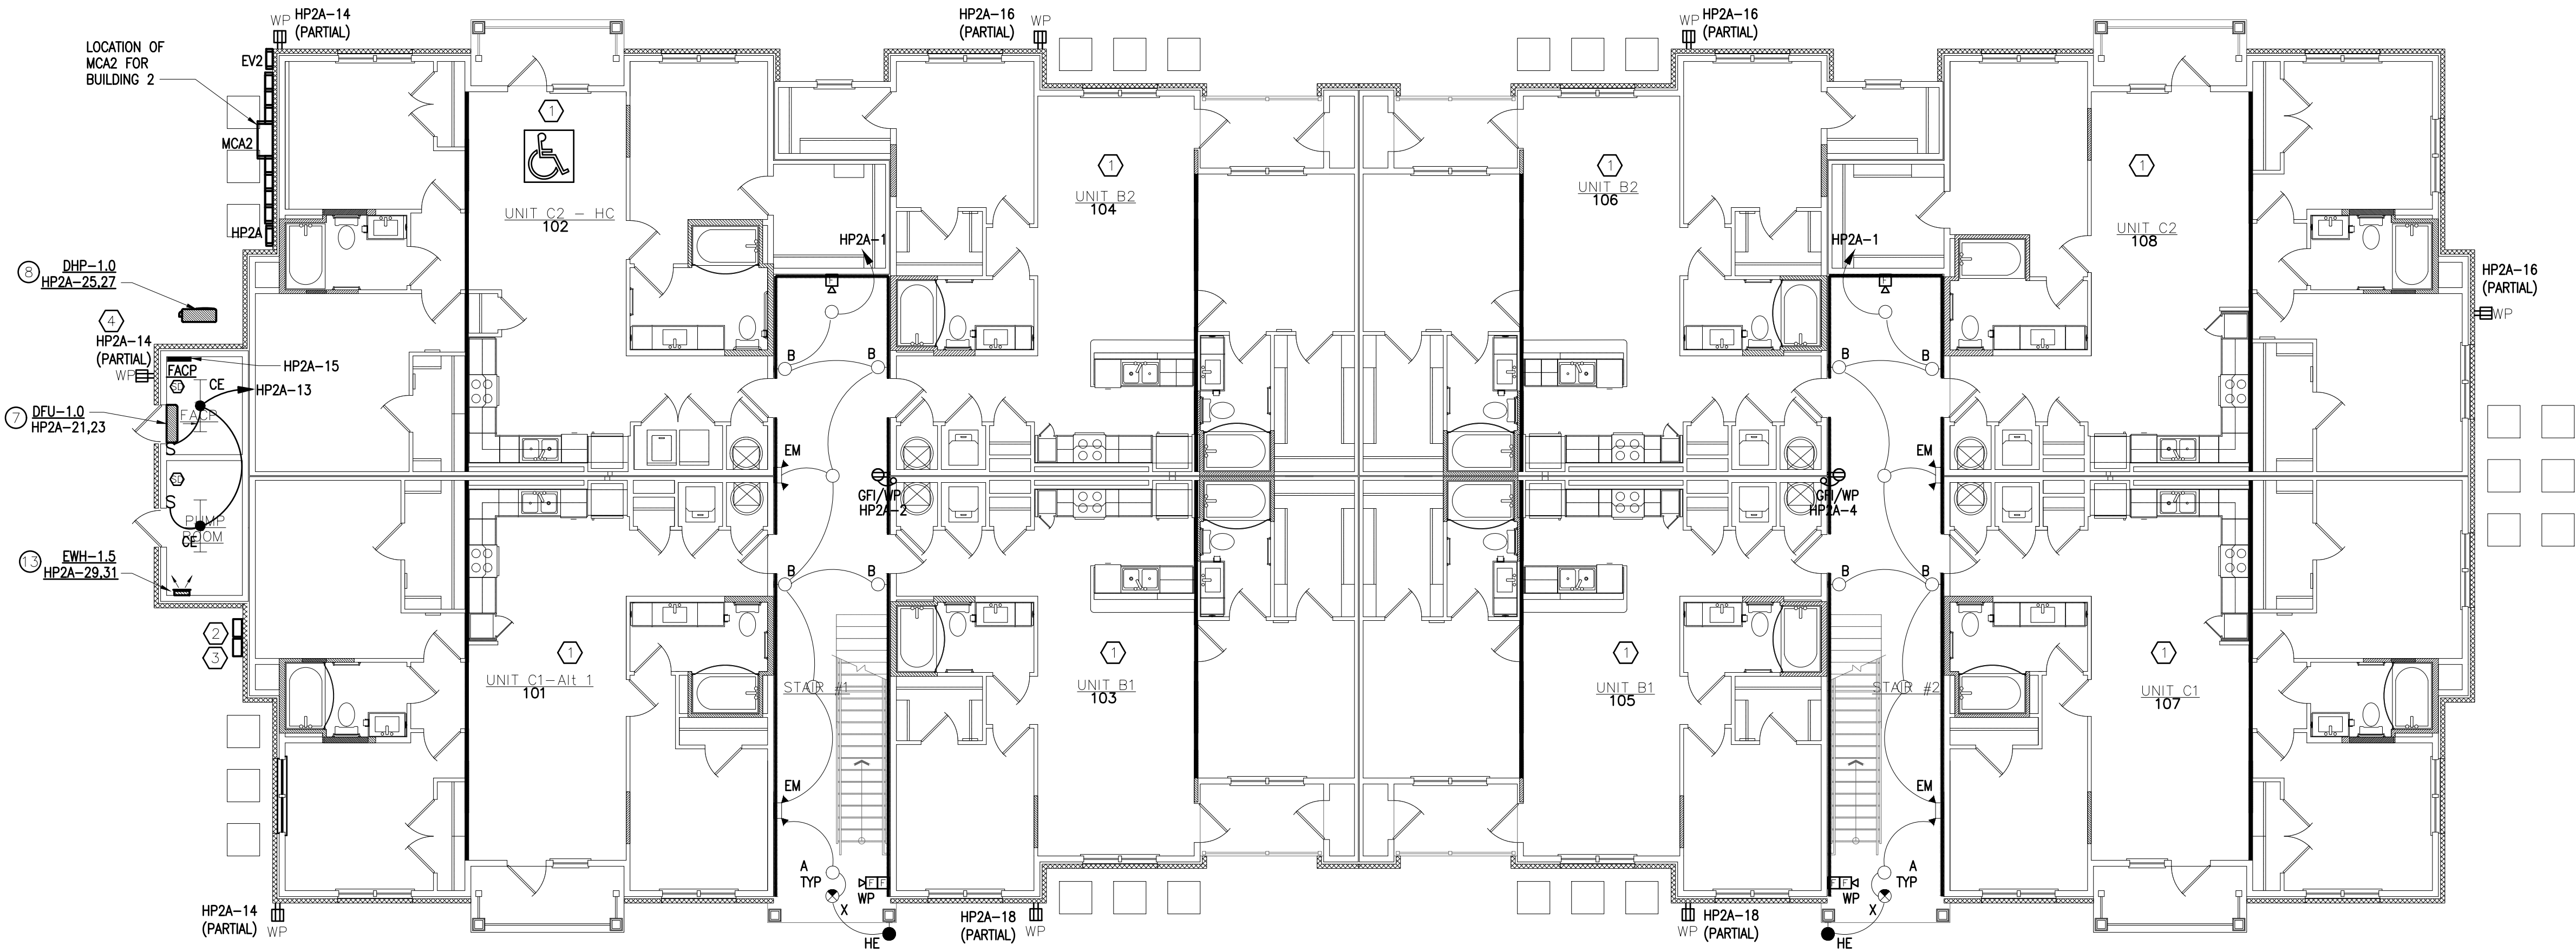 WP HP2A-14
(PARTIAL)
HP2A-16 WP
(PARTIAL)
WP HP2A-16
(PARTIAL)
LOCATION OF
MCA2 FOR
BUILDING 2
EV2
MCA2
HP2A
1
UNIT C2 - HC
102
1
UNIT B2
104
1
UNIT B2
106
1
UNIT C2
108
HP2A-1
HP2A-1
F
F
8
DHP-1.0
HP2A-25,27
HP2A-16
(PARTIAL)
WP
4
HP2A-14
(PARTIAL)
WP
HP2A-15
FACP
SD
CE
HP2A-13
FACP
7
DFU-1.0
HP2A-21,23
S
SD
S
PUMP
ROOM
CE
13
EWH-1.5
HP2A-29,31
2
3
B
B
B
B
EM
EM
GFI/WP
HP2A-2
GFI/WP
HP2A-4
B
B
B
B
1
UNIT C1-Alt 1
101
STAIR #1
1
UNIT B1
103
1
UNIT B1
105
STAIR #2
1
UNIT C1
107
EM
EM
A
TYP
A
TYP
F F
WP
F F
WP
X
X
HE
HE
HP2A-14
(PARTIAL) WP
HP2A-18
(PARTIAL) WP
HP2A-18
WP (PARTIAL)